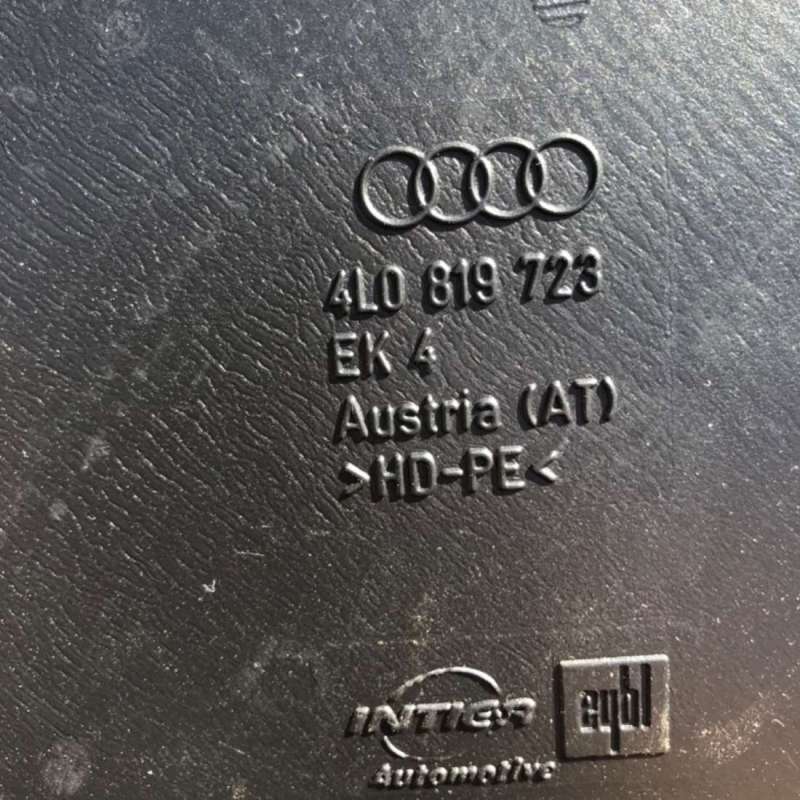 4L0 819 723
EK 4
Austria (AT)
>HD-PE<
INTIER
Automotive
eybl